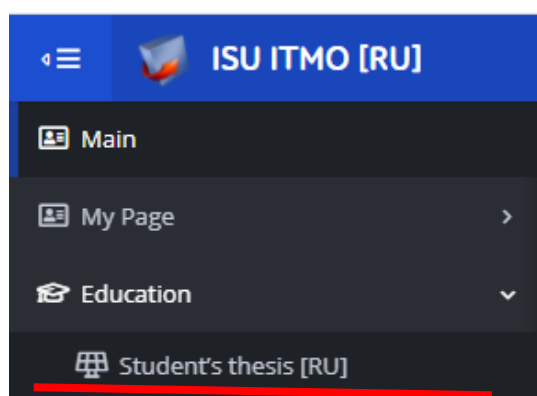 ISU ITMO [RU]
Main
My Page
Education
Student's thesis [RU]